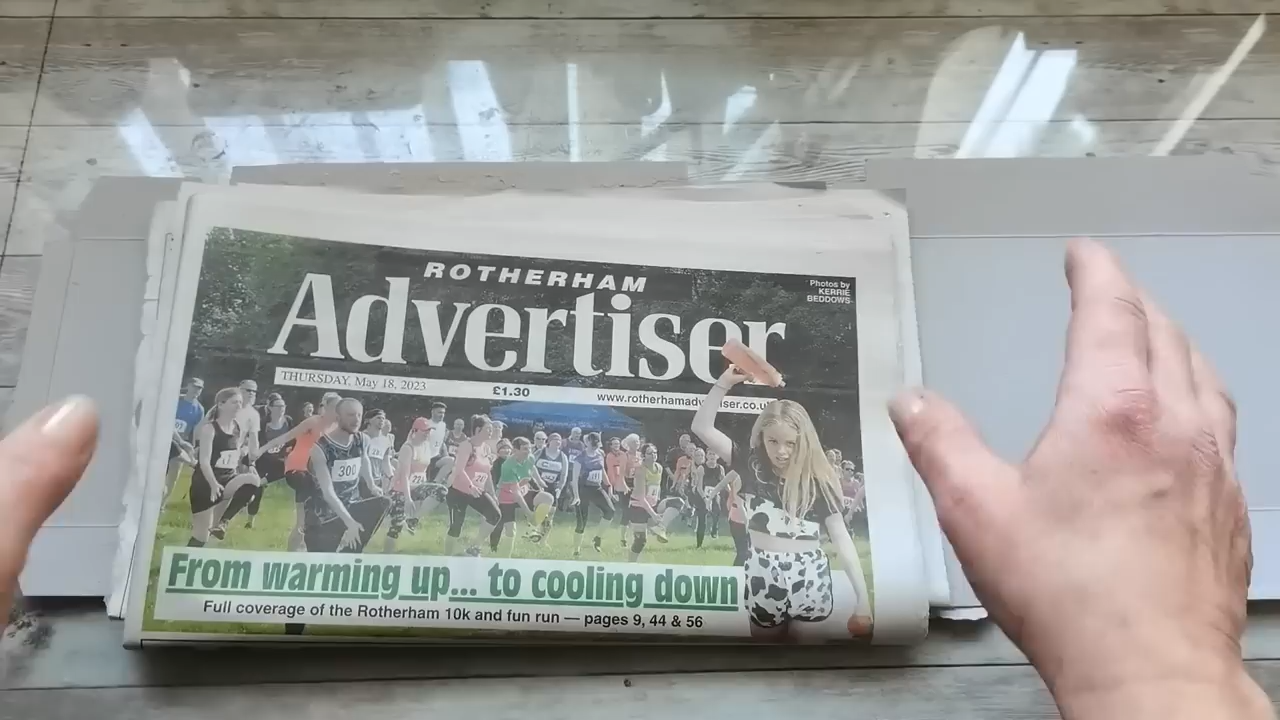 ROTHERHAM
Advertiser
Photos by
KERRIE
BEDDOWS
THURSDAY, May 18, 2023
£1.30
www.rotherhamadvertiser.co.uk
300
From warming up... to cooling down
Full coverage of the Rotherham 10k and fun run — pages 9, 44 & 56